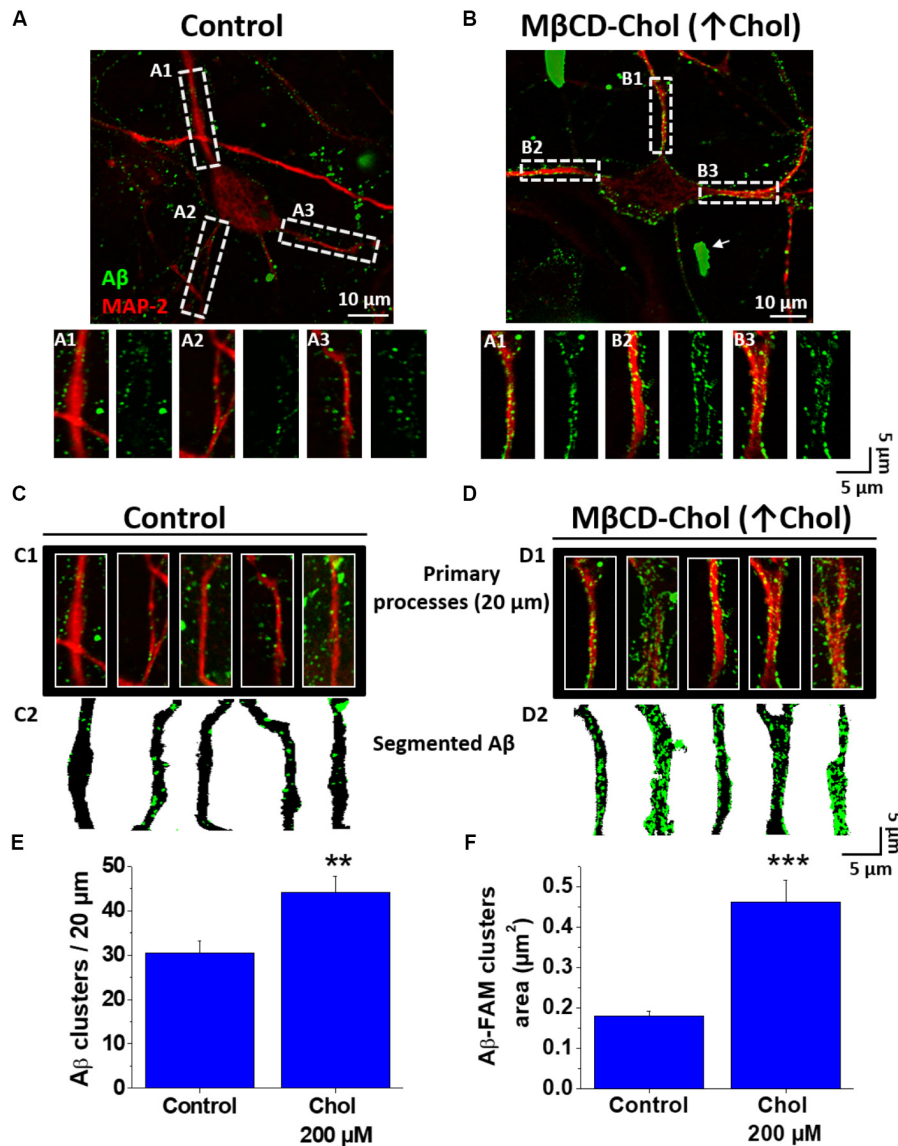 A
Control
A1
A2
A3
Aβ
MAP-2
10 µm
A1
A2
A3
B
MβCD-Chol (↑Chol)
B1
B2
B3
10 µm
A1
B2
B3
5 µm
5 µm
C
Control
C1
Primary
processes (20 µm)
C2
Segmented Aβ
D
MβCD-Chol (↑Chol)
D1
D2
5 µm
5 µm
E
Aβ clusters / 20 µm
50
40
30
20
10
0
**
Control
Chol
200 µM
F
Aβ-FAM clusters
area (µm²)
0.5
0.4
0.3
0.2
0.1
0.0
***
Control
Chol
200 µM